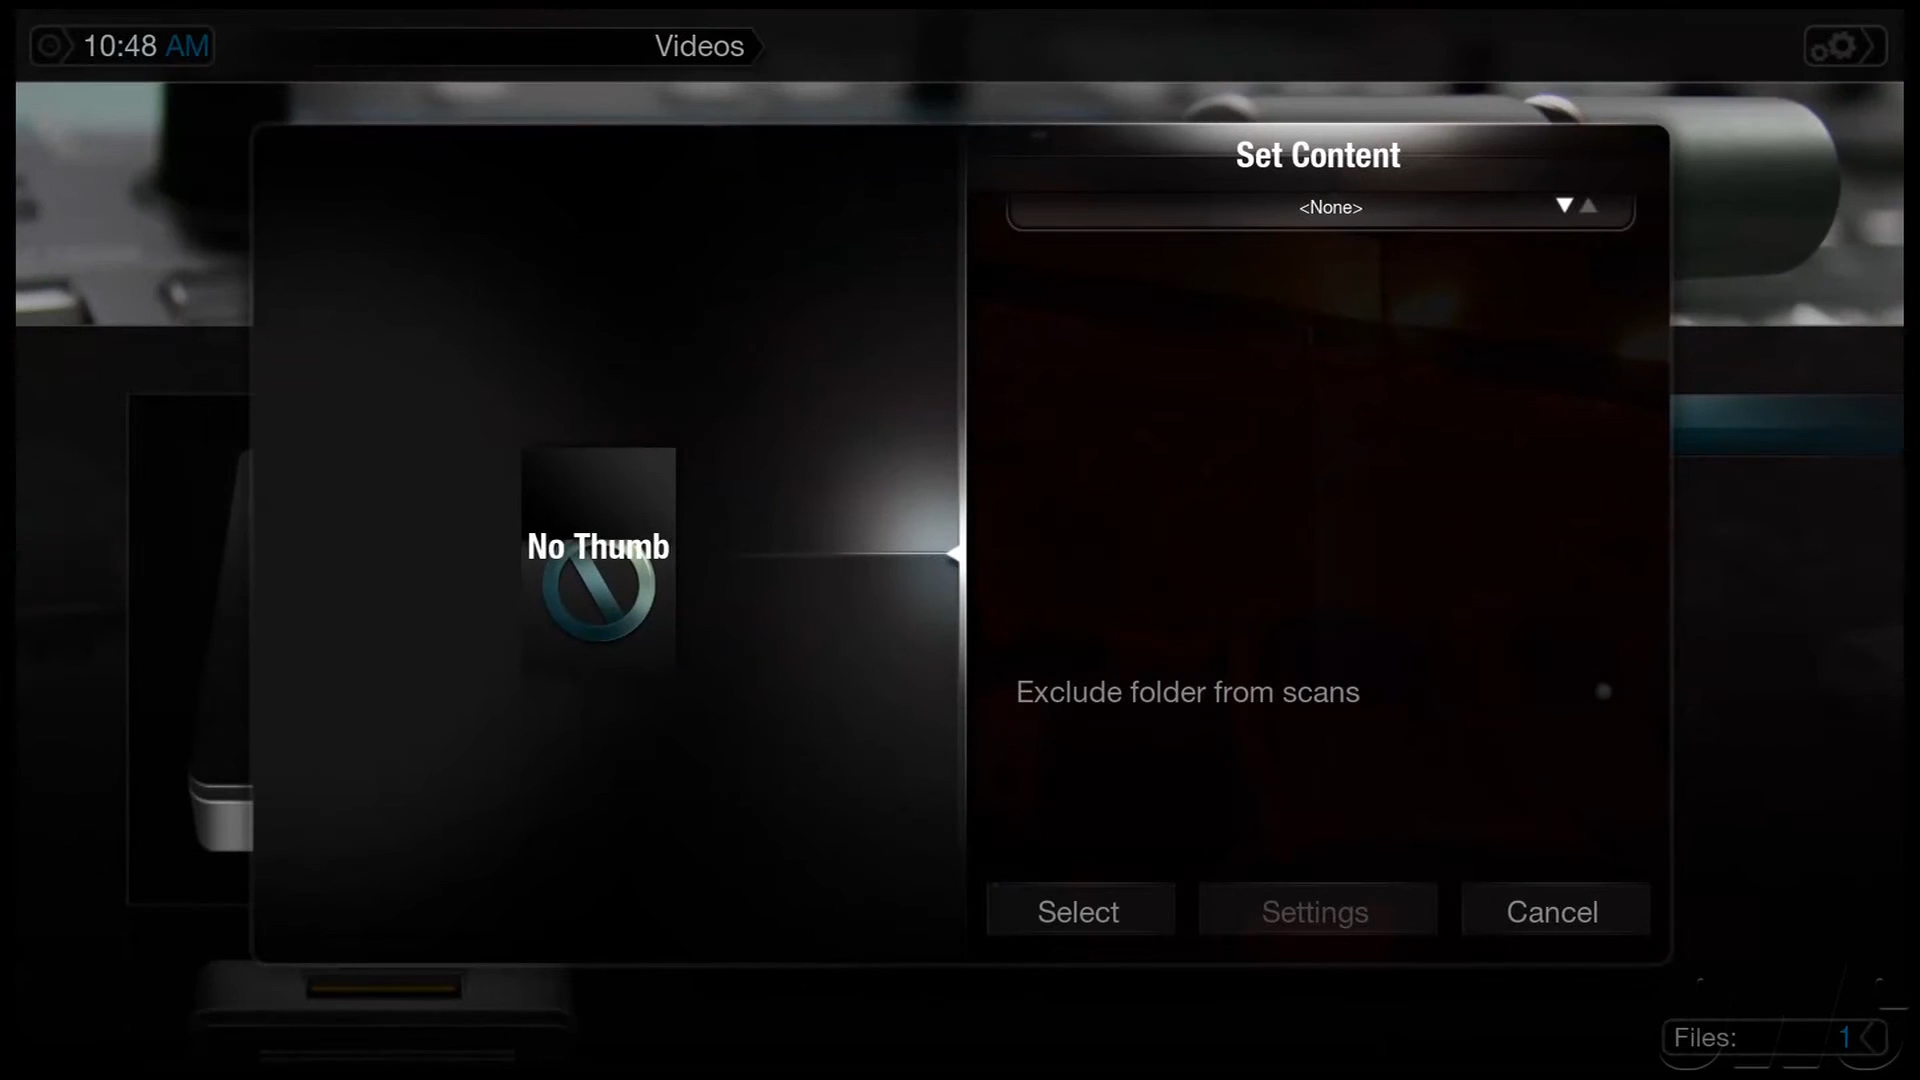 10:48 AM
Videos
Set Content
<None>
No Thumb
Exclude folder from scans
Select
Settings
Cancel
Files: 1